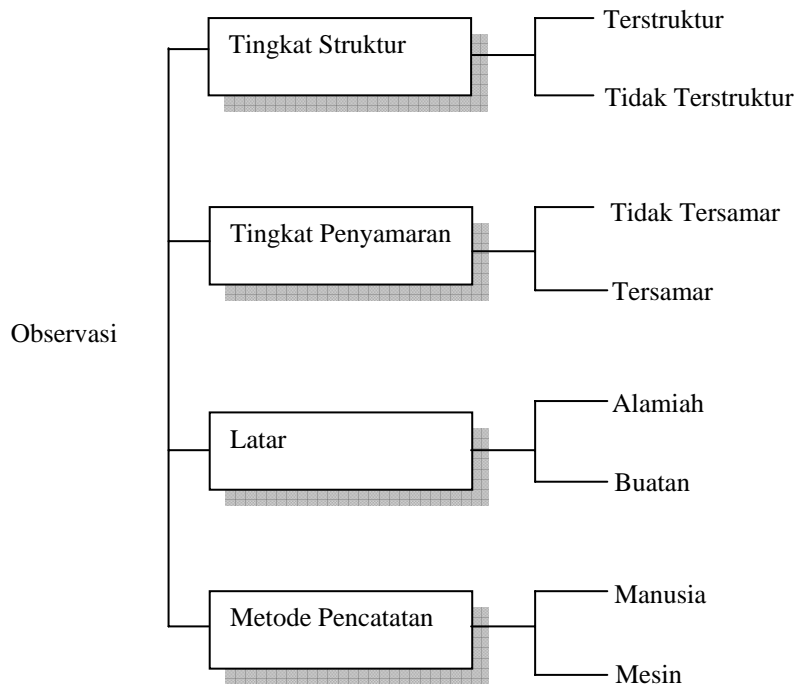 Terstruktur
Tingkat Struktur
Tidak Terstruktur
Tidak Tersamar
Tingkat Penyamaran
Tersamar
Observasi
Alamiah
Latar
Buatan
Manusia
Metode Pencatatan
Mesin